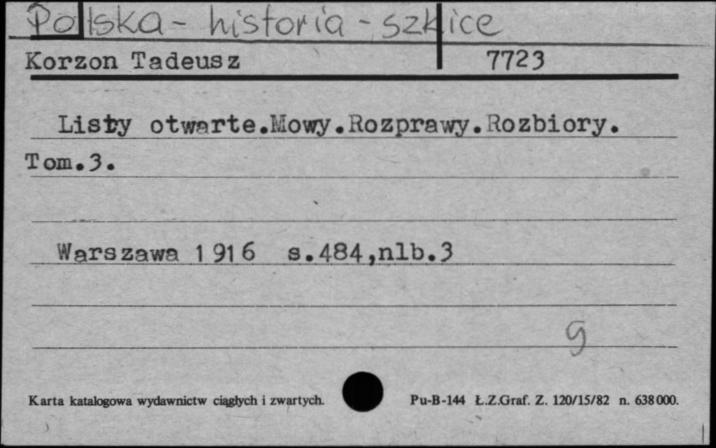 Polska - historia - szkice
Korzon Tadeusz 7723
Listy otwarte.Mowy.Rozprawy.Rozbiory.
Tom.3.
Warszawa 1916 s.484,nlb.3
g
Karta katalogowa wydawnictw ciągłych i zwartych. Pu-B-144 Ł.Z.Graf. Z. 120/15/82 n. 638000.